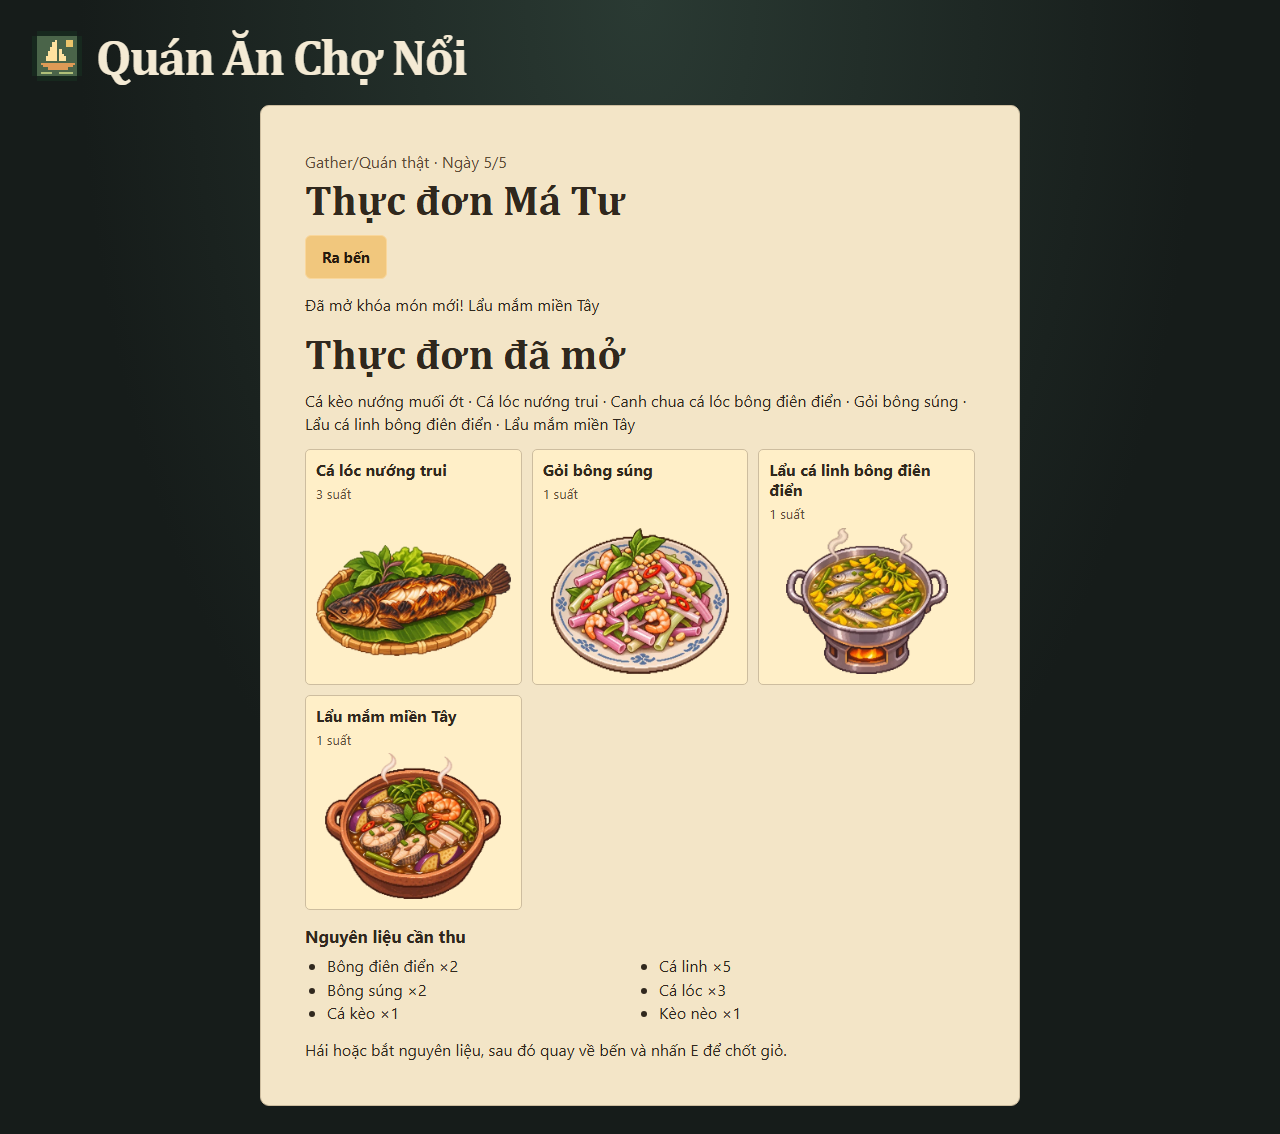 Quán Ăn Chợ Nổi
Gather/Quán thật · Ngày 5/5
Thực đơn Má Tư
Ra bến
Đã mở khóa món mới! Lẩu mắm miền Tây
Thực đơn đã mở
Cá kèo nướng muối ớt · Cá lóc nướng trui · Canh chua cá lóc bông điên điển · Gỏi bông súng ·
Lẩu cá linh bông điên điển · Lẩu mắm miền Tây
Cá lóc nướng trui
3 suất
Gỏi bông súng
1 suất
Lẩu cá linh bông điên
điển
1 suất
Lẩu mắm miền Tây
1 suất
Nguyên liệu cần thu
Bông điên điển ×2
Bông súng ×2
Cá kèo ×1
Cá linh ×5
Cá lóc ×3
Kèo nèo ×1
Hái hoặc bắt nguyên liệu, sau đó quay về bến và nhấn E để chốt giỏ.